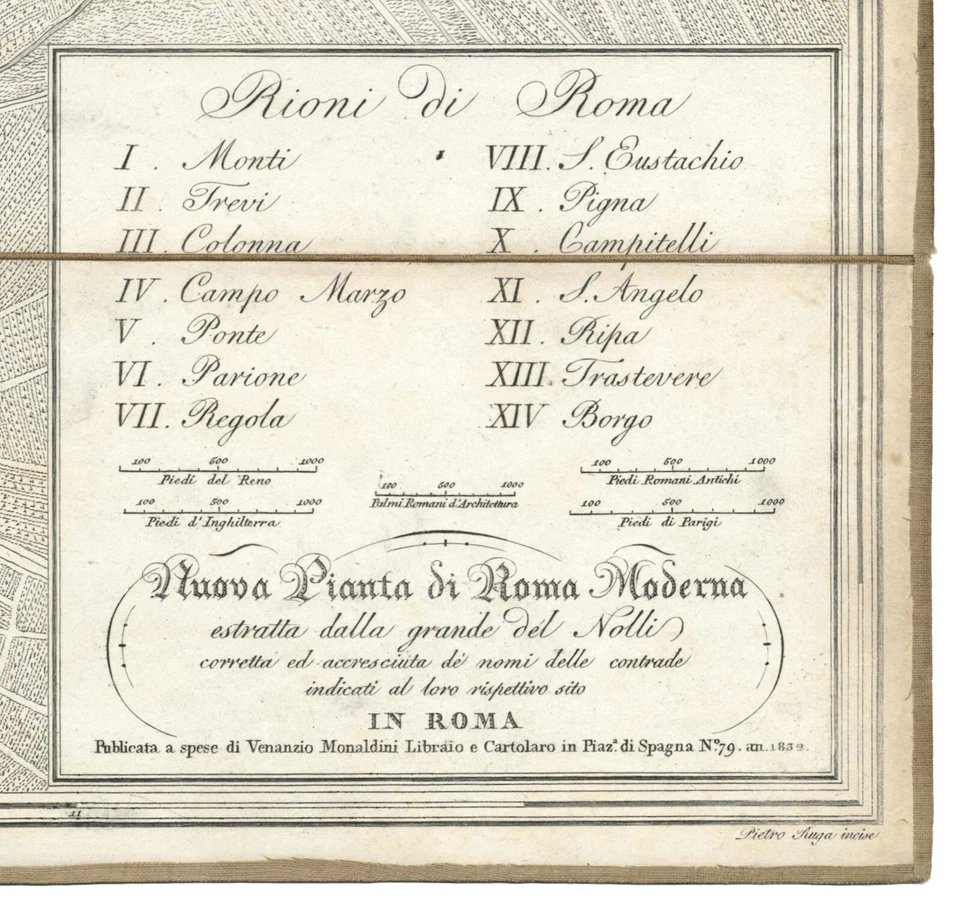 Rioni di Roma
I . Monti
II . Trevi
III . Colonna
IV . Campo Marzo
V . Ponte
VI . Parione
VII . Regola
VIII . S. Eustachio
IX . Pigna
X . Campitelli
XI . S. Angelo
XII . Ripa
XIII . Trastevere
XIV Borgo
100 500 1000
Piedi del Reno
100 500 1000
Piedi d'Inghilterra
100 500 1000
Palmi Romani d'Architettura
100 500 1000
Piedi Romani Antichi
100 500 1000
Piedi di Parigi
Nuova Pianta di Roma Moderna
estratta dalla grande del Nolli
corretta ed accresciuta de' nomi delle contrade
indicati al loro rispettivo sito
IN ROMA
Publicata a spese di Venanzio Monaldini Libraio e Cartolaro in Piaz.ª di Spagna N.º 79. an.
11
Pietro Ruga incise